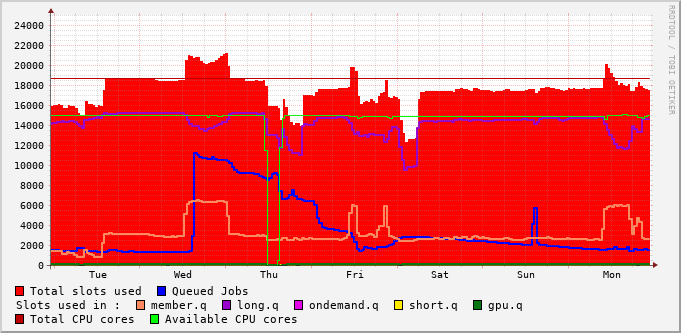 24000
22000
20000
18000
16000
14000
12000
10000
8000
6000
4000
2000
0
Tue Wed Thu Fri Sat Sun Mon
RRDTOOL / TOBI OETIKER
Total slots used Queued Jobs
Slots used in : member.q long.q ondemand.q short.q gpu.q
Total CPU cores Available CPU cores